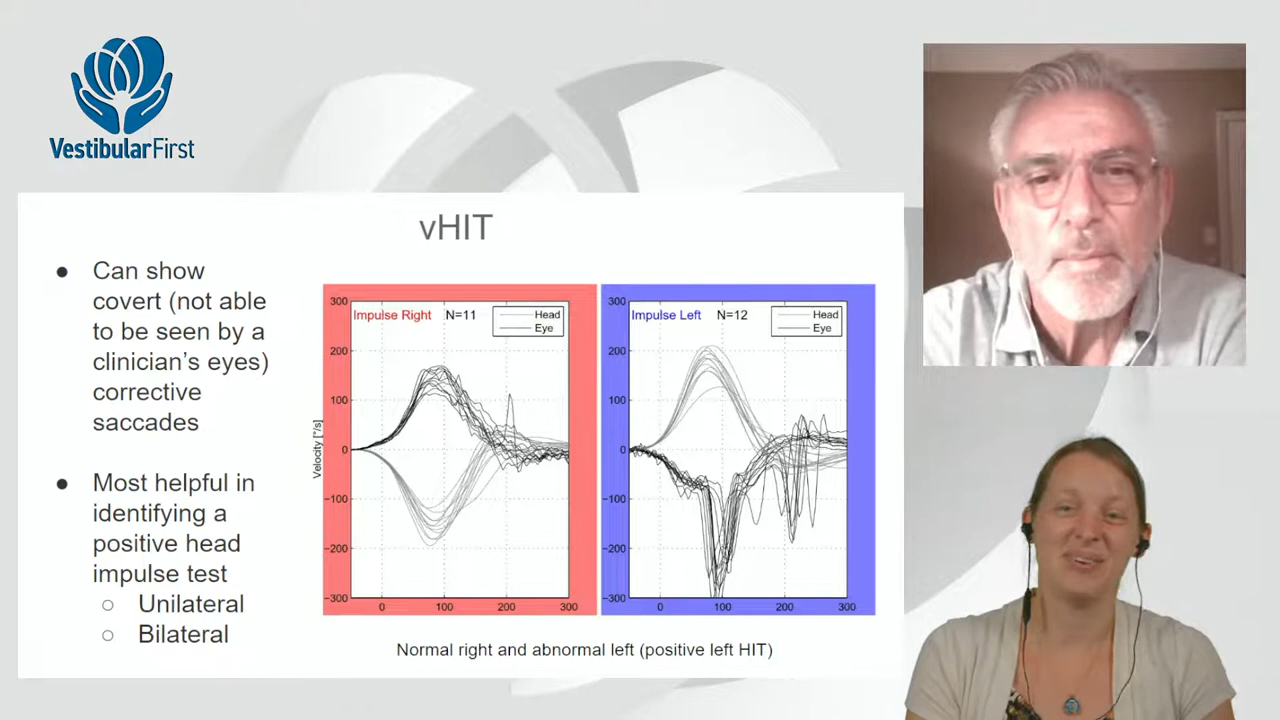 VestibularFirst
vHIT
● Can show
covert (not able
to be seen by a
clinician's eyes)
corrective
saccades
● Most helpful in
identifying a
positive head
impulse test
○ Unilateral
○ Bilateral
Impulse Right N=11
Head
Eye
Velocity [°/s]
300
200
100
0
−100
−200
−300
0 100 200 300
Impulse Left N=12
Head
Eye
300
200
100
0
−100
−200
−300
0 100 200 300
Normal right and abnormal left (positive left HIT)